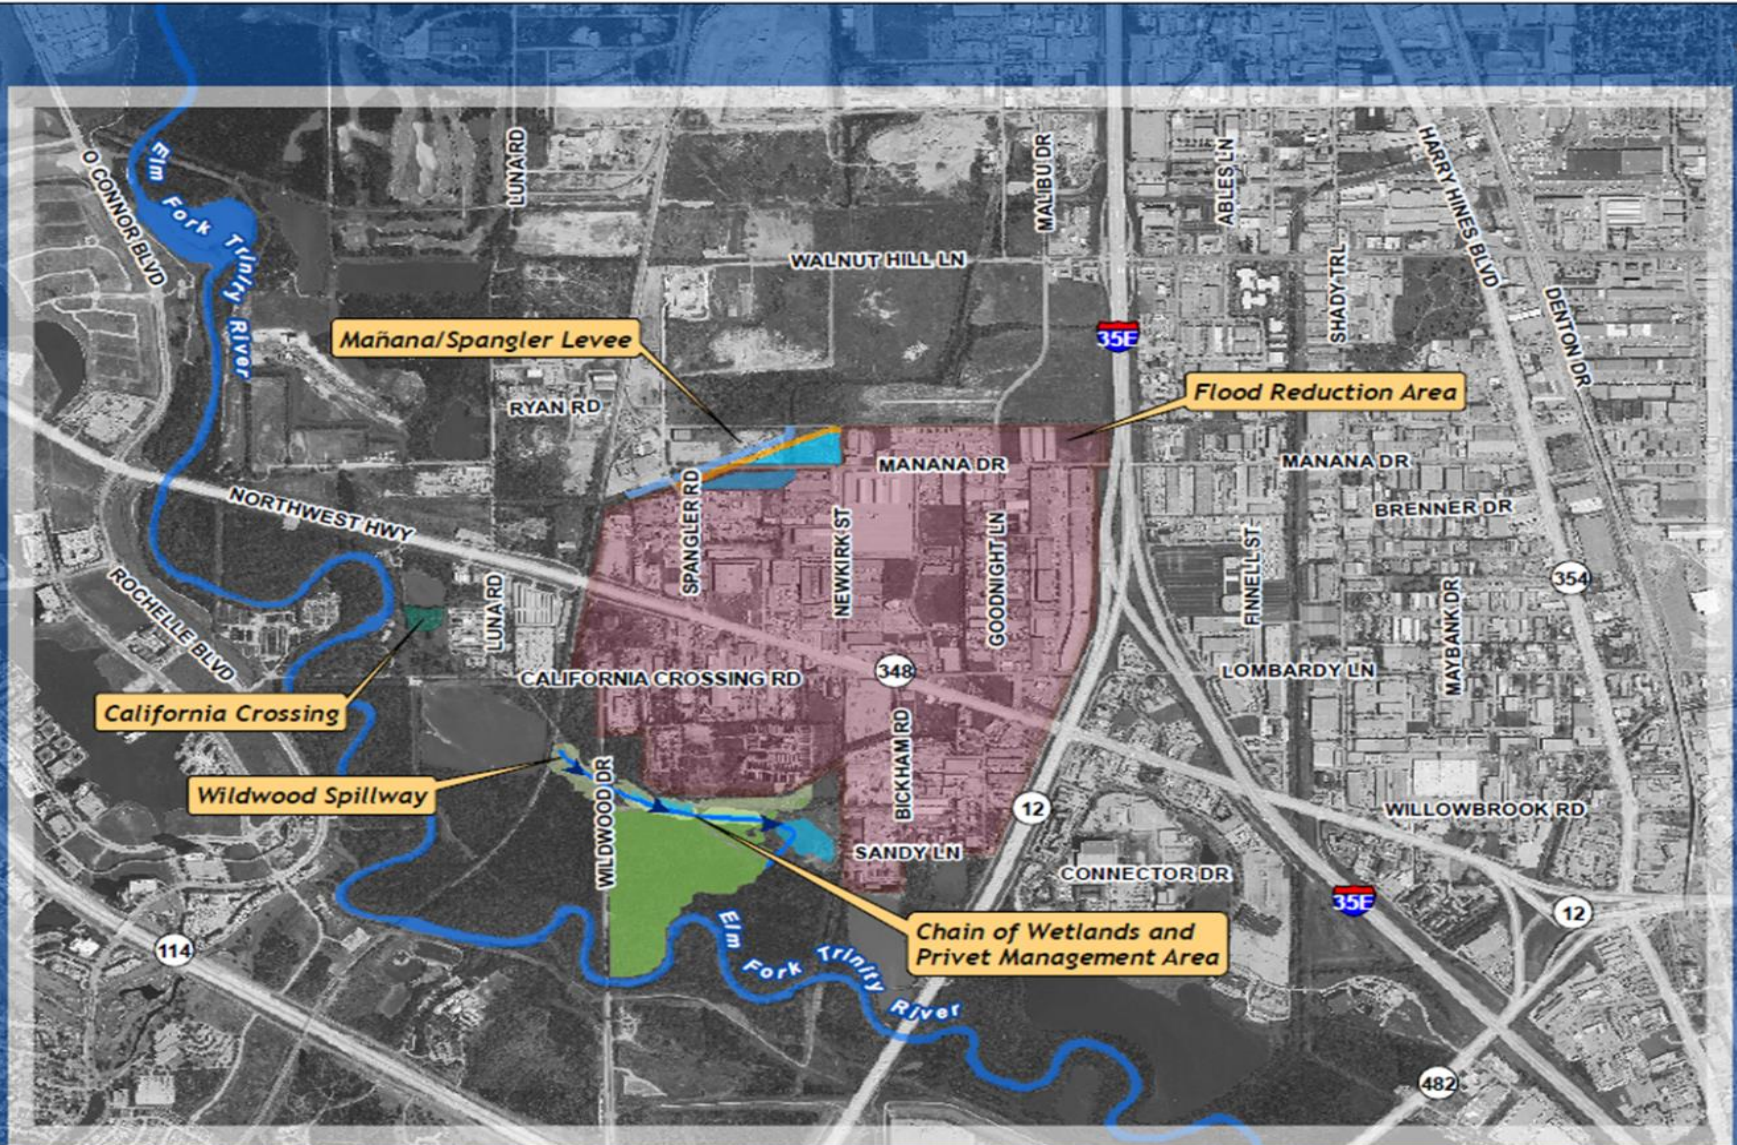 Elm Fork Trinity River
O CONNOR BLVD
LUNA RD
MALIBU DR
ABLES LN
HARRY HINES BLVD
WALNUT HILL LN
SHADY TRL
DENTON DR
35E
Mañana/Spangler Levee
Flood Reduction Area
RYAN RD
MANANA DR
MANANA DR
NORTHWEST HWY
SPANGLER RD
NEWKIRK ST
GOODNIGHT LN
BRENNER DR
FINNELL ST
354
ROCHELLE BLVD
LUNA RD
MAYBANK DR
CALIFORNIA CROSSING RD
348
LOMBARDY LN
California Crossing
Wildwood Spillway
WILDWOOD DR
BICKHAM RD
12
WILLOWBROOK RD
SANDY LN
CONNECTOR DR
35E
12
114
Chain of Wetlands and
Privet Management Area
Elm Fork Trinity River
482